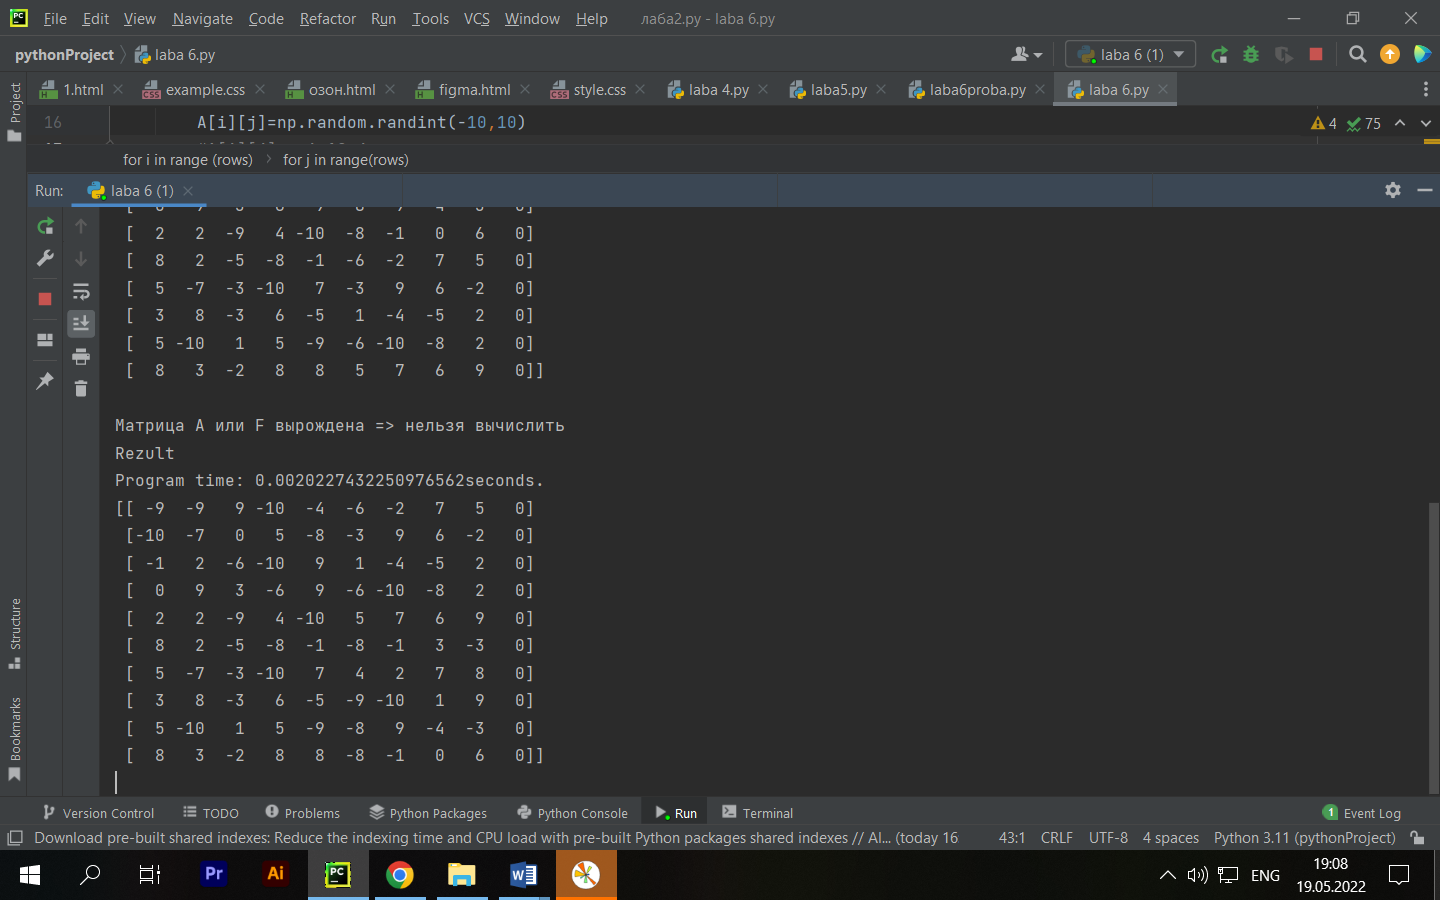 File Edit View Navigate Code Refactor Run Tools VCS Window Help лаба2.py - laba 6.py
pythonProject laba 6.py laba 6 (1)
Project
1.html example.css озон.html figma.html style.css laba 4.py laba5.py laba6proba.py laba 6.py
16 A[i][j]=np.random.randint(-10,10) 4 75
for i in range (rows) for j in range(rows)
Run: laba 6 (1)
[ 2 2 -9 4 -10 -8 -1 0 6 0]
[ 8 2 -5 -8 -1 -6 -2 7 5 0]
[ 5 -7 -3 -10 7 -3 9 6 -2 0]
[ 3 8 -3 6 -5 1 -4 -5 2 0]
[ 5 -10 1 5 -9 -6 -10 -8 2 0]
[ 8 3 -2 8 8 5 7 6 9 0]]
Матрица А или F вырождена => нельзя вычислить
Rezult
Program time: 0.0020227432250976562seconds.
[[ -9 -9 9 -10 -4 -6 -2 7 5 0]
[-10 -7 0 5 -8 -3 9 6 -2 0]
[ -1 2 -6 -10 9 1 -4 -5 2 0]
[ 0 9 3 -6 9 -6 -10 -8 2 0]
[ 2 2 -9 4 -10 5 7 6 9 0]
[ 8 2 -5 -8 -1 -8 -1 3 -3 0]
[ 5 -7 -3 -10 7 4 2 7 8 0]
[ 3 8 -3 6 -5 -9 -10 1 9 0]
[ 5 -10 1 5 -9 -8 9 -4 -3 0]
[ 8 3 -2 8 8 -8 -1 0 6 0]]
Structure
Bookmarks
Version Control TODO Problems Python Packages Python Console Run Terminal 1 Event Log
Download pre-built shared indexes: Reduce the indexing time and CPU load with pre-built Python packages shared indexes // Al... (today 16 43:1 CRLF UTF-8 4 spaces Python 3.11 (pythonProject)
Pr Ai PC W ENG 19:08
19.05.2022